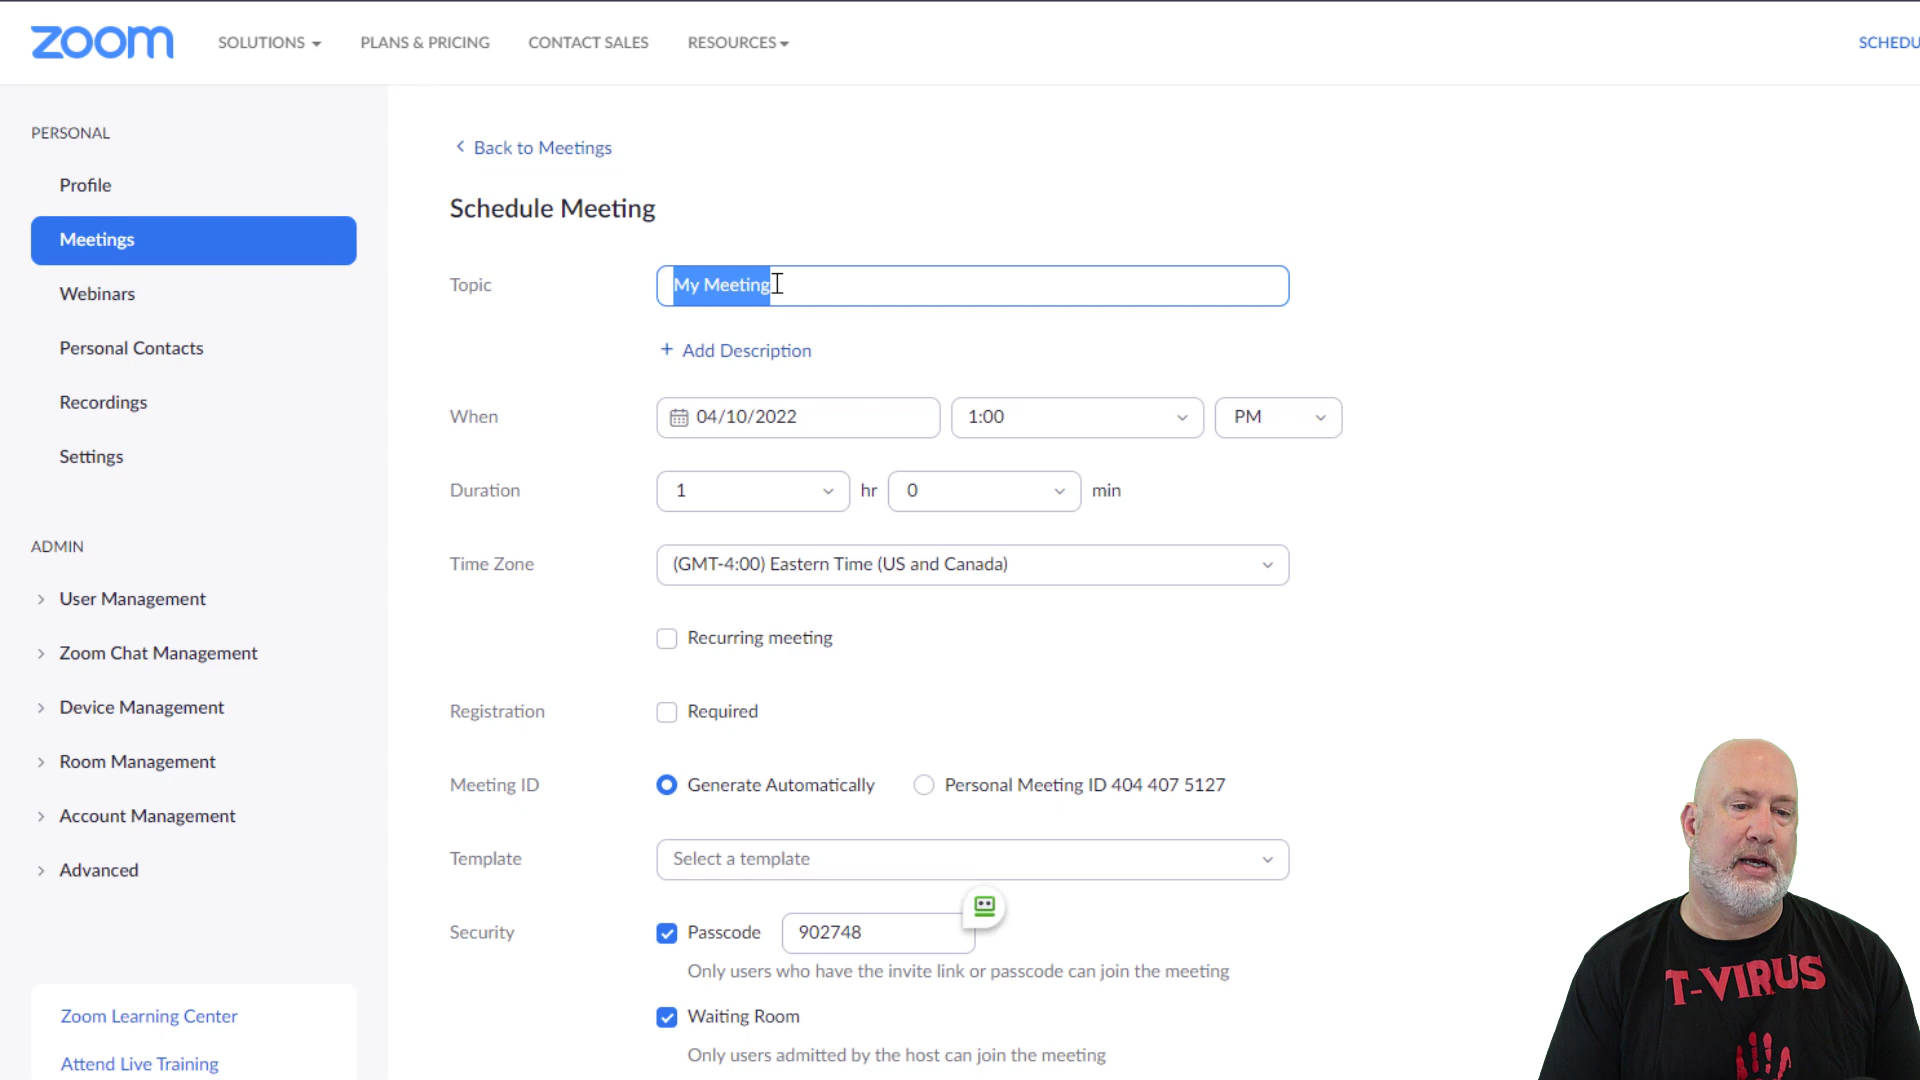 zoom
SOLUTIONS
PLANS & PRICING
CONTACT SALES
RESOURCES
SCHEDU
PERSONAL
Profile
Meetings
Webinars
Personal Contacts
Recordings
Settings
ADMIN
User Management
Zoom Chat Management
Device Management
Room Management
Account Management
Advanced
Zoom Learning Center
Attend Live Training
Back to Meetings
Schedule Meeting
Topic
My Meeting
+ Add Description
When
04/10/2022
1:00
PM
Duration
1
hr
0
min
Time Zone
(GMT-4:00) Eastern Time (US and Canada)
Recurring meeting
Registration
Required
Meeting ID
Generate Automatically
Personal Meeting ID 404 407 5127
Template
Select a template
Security
Passcode
902748
Only users who have the invite link or passcode can join the meeting
Waiting Room
Only users admitted by the host can join the meeting
T-VIRUS